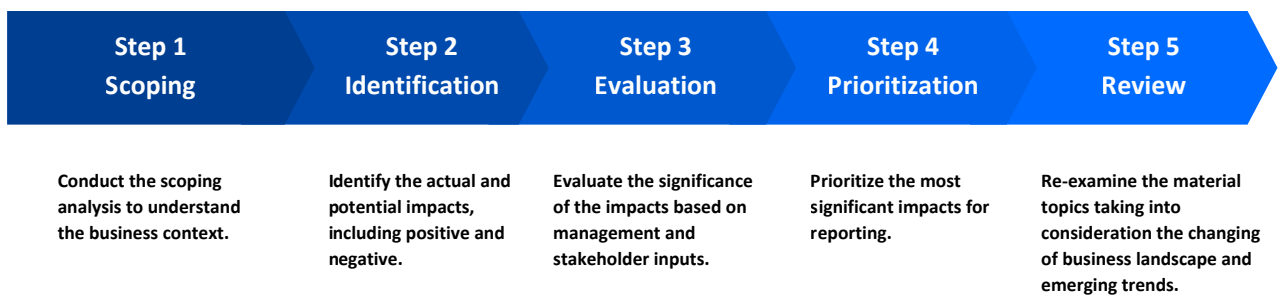 Step 1
Scoping
Step 2
Identification
Step 3
Evaluation
Step 4
Prioritization
Step 5
Review
Conduct the scoping
analysis to understand
the business context.
Identify the actual and
potential impacts,
including positive and
negative.
Evaluate the significance
of the impacts based on
management and
stakeholder inputs.
Prioritize the most
significant impacts for
reporting.
Re-examine the material
topics taking into
consideration the changing
of business landscape and
emerging trends.